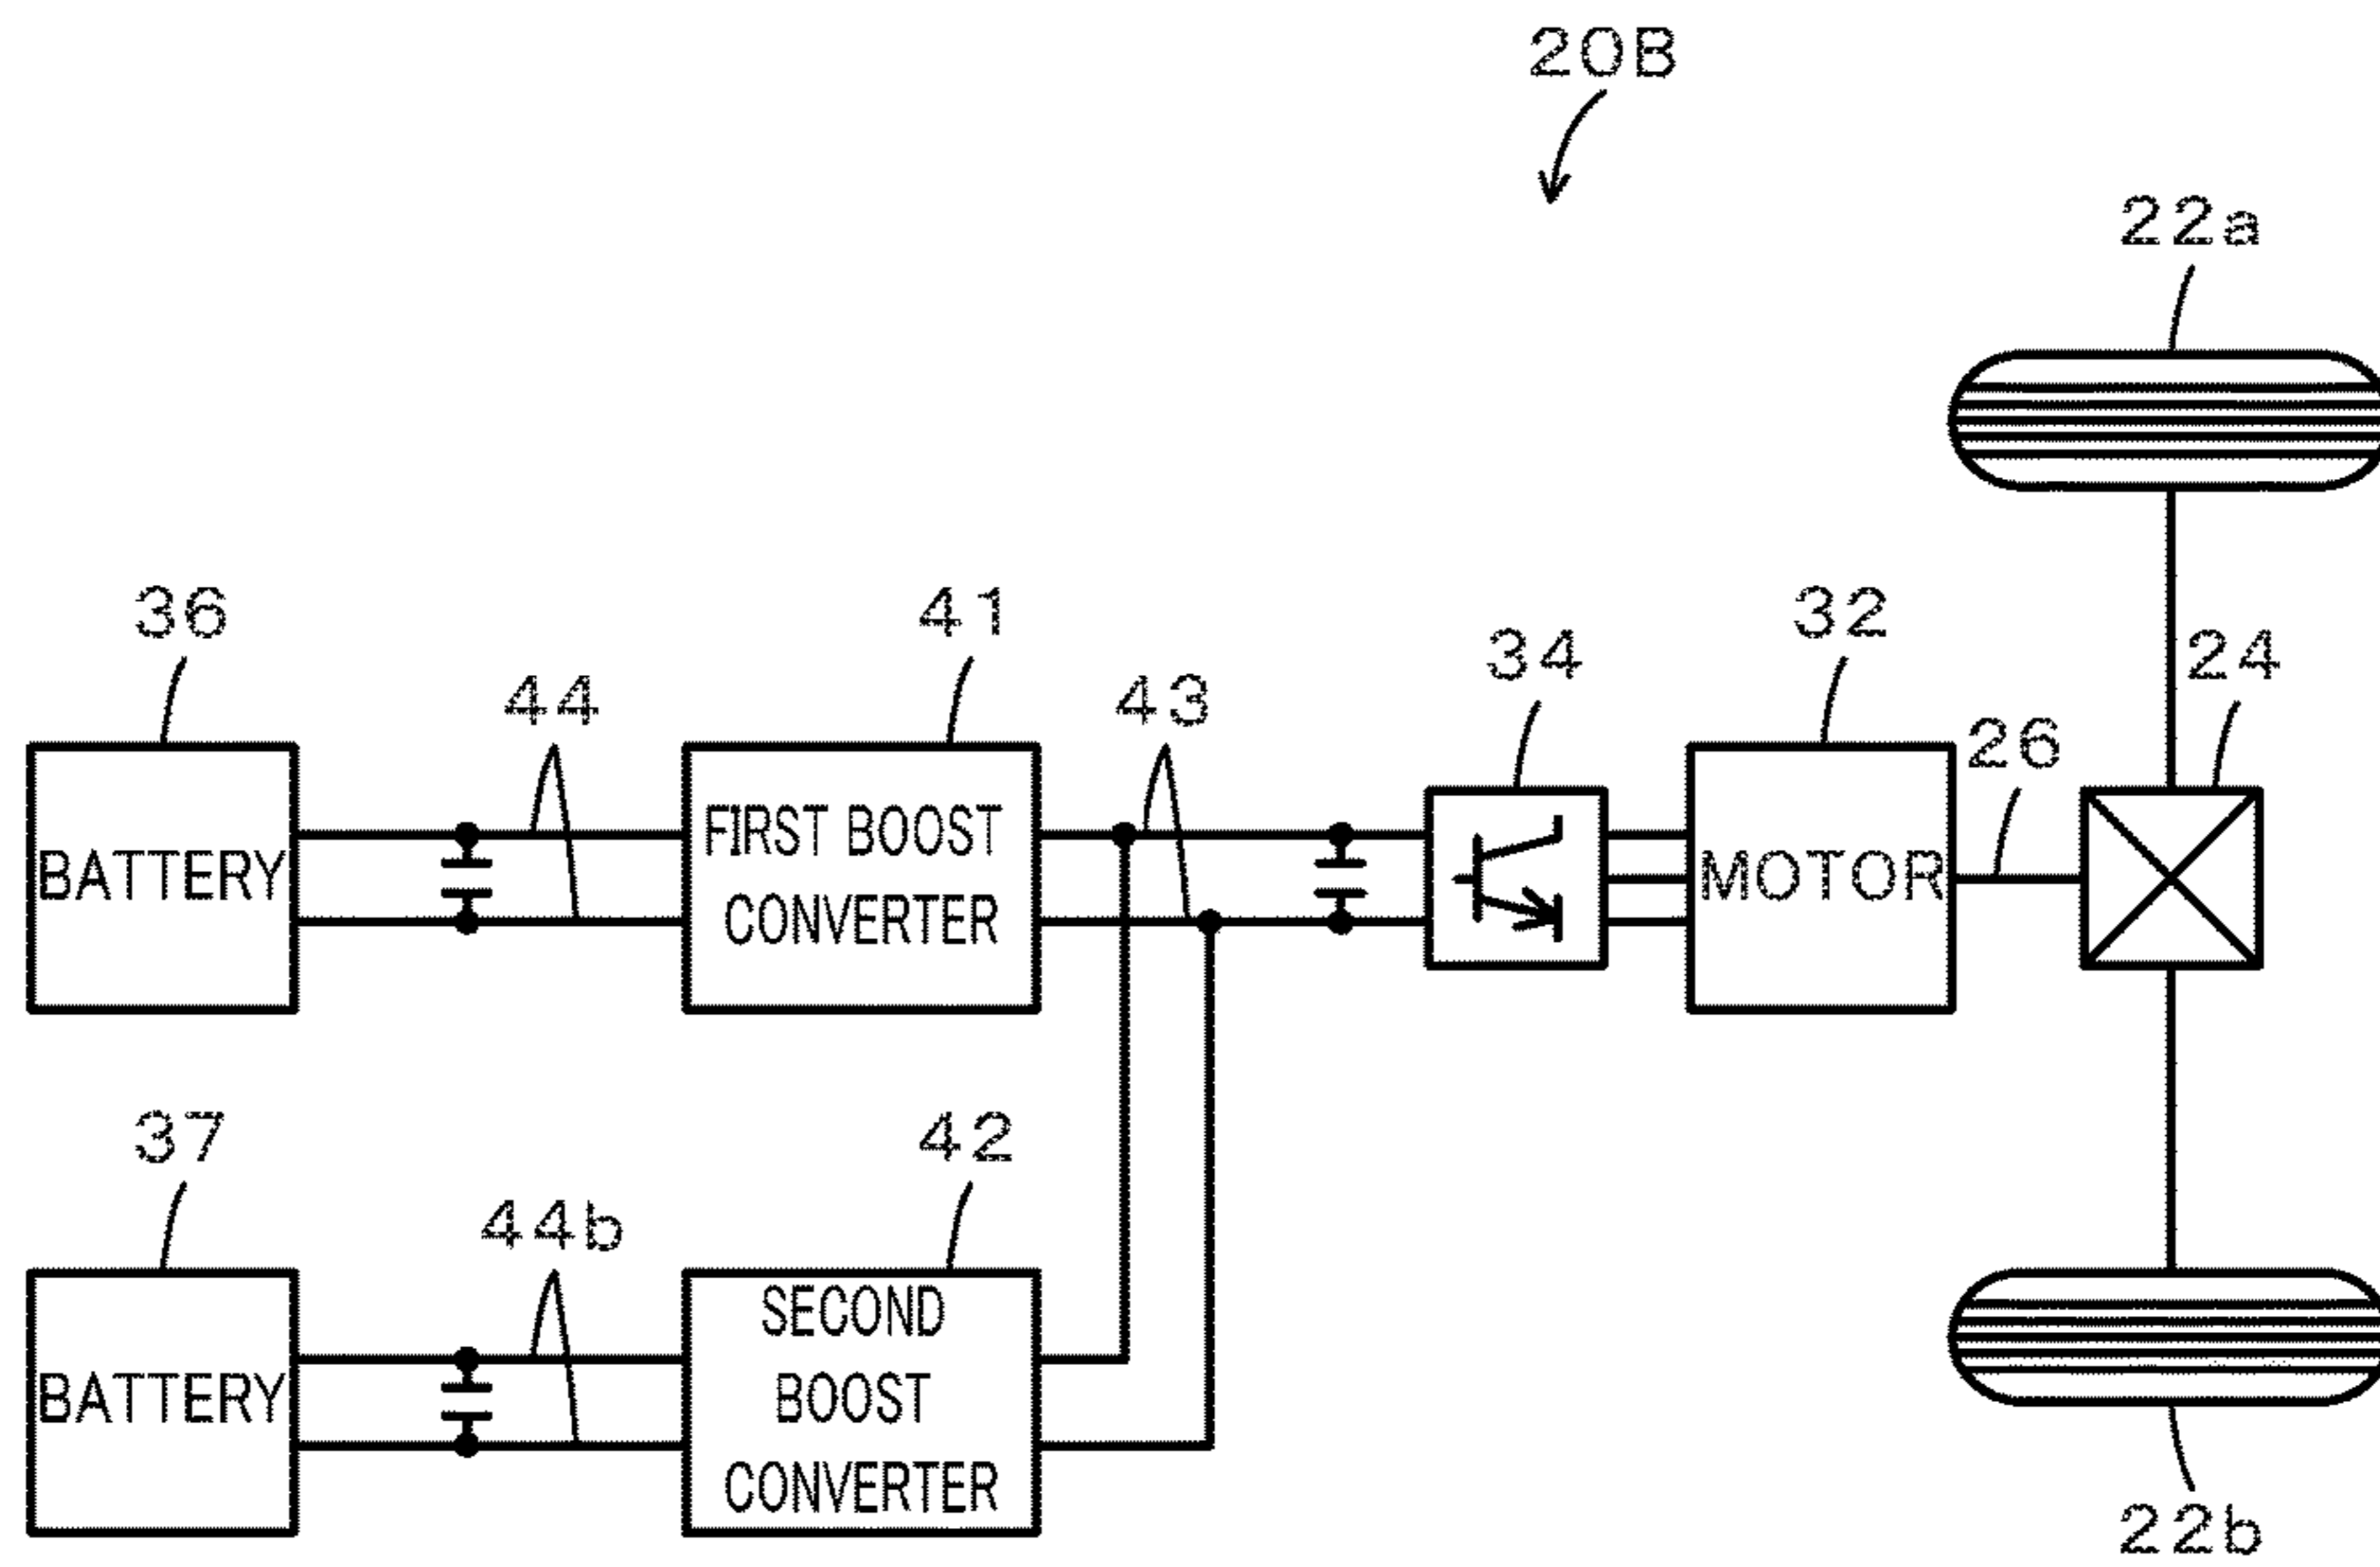 20B
22a
36
41
32
34
24
44
43
26
BATTERY
FIRST BOOST
CONVERTER
MOTOR
37
42
44b
BATTERY
SECOND
BOOST
CONVERTER
22b